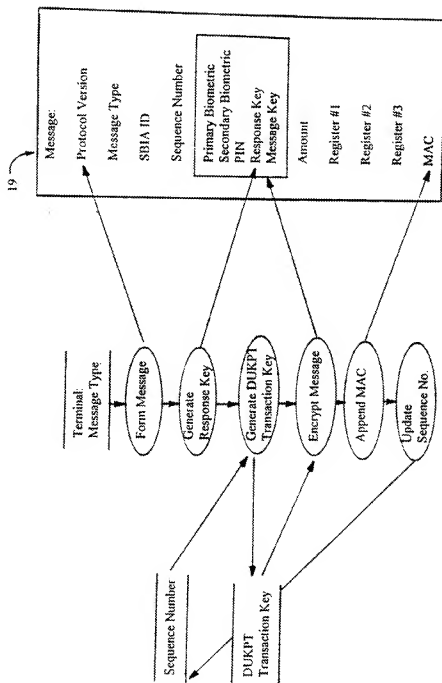 19
Message:
Protocol Version
Message Type
SBIA ID
Sequence Number
Primary Biometric
Secondary Biometric
PIN
Response Key
Message Key
Amount
Register #1
Register #2
Register #3
MAC
Terminal:
Message Type
Form Message
Generate
Response Key
Generate DUKPT
Transaction Key
Encrypt Message
Append MAC
Update
Sequence No.
Sequence Number
DUKPT
Transaction Key